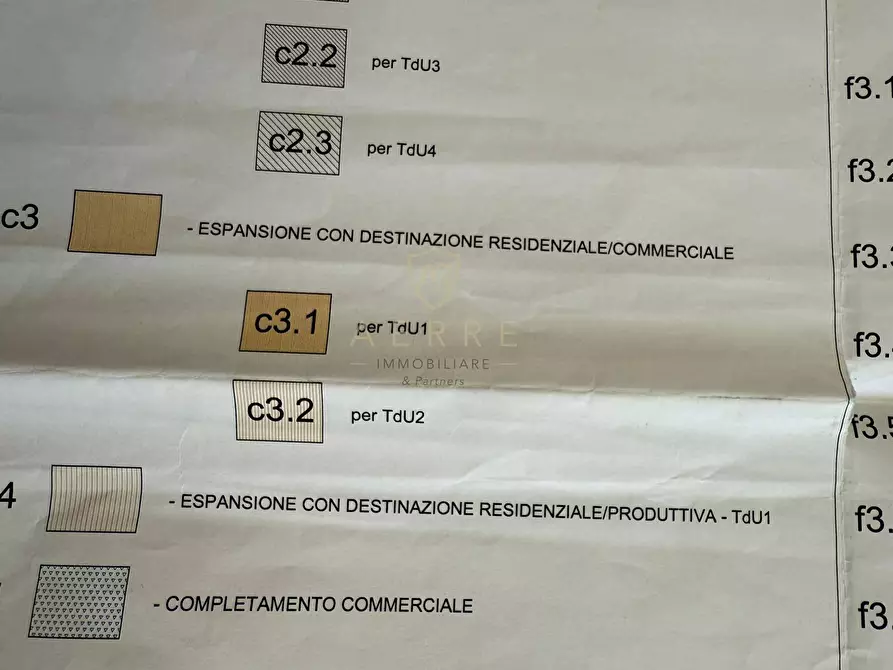 c2.2 per TdU3
f3.1
c2.3 per TdU4
f3.2
c3 - ESPANSIONE CON DESTINAZIONE RESIDENZIALE/COMMERCIALE
f3.3
c3.1 per TdU1
AERRE
IMMOBILIARE
& Partners
f3.
c3.2 per TdU2
f3.5
4 - ESPANSIONE CON DESTINAZIONE RESIDENZIALE/PRODUTTIVA - TdU1
f3.
- COMPLETAMENTO COMMERCIALE
f3.